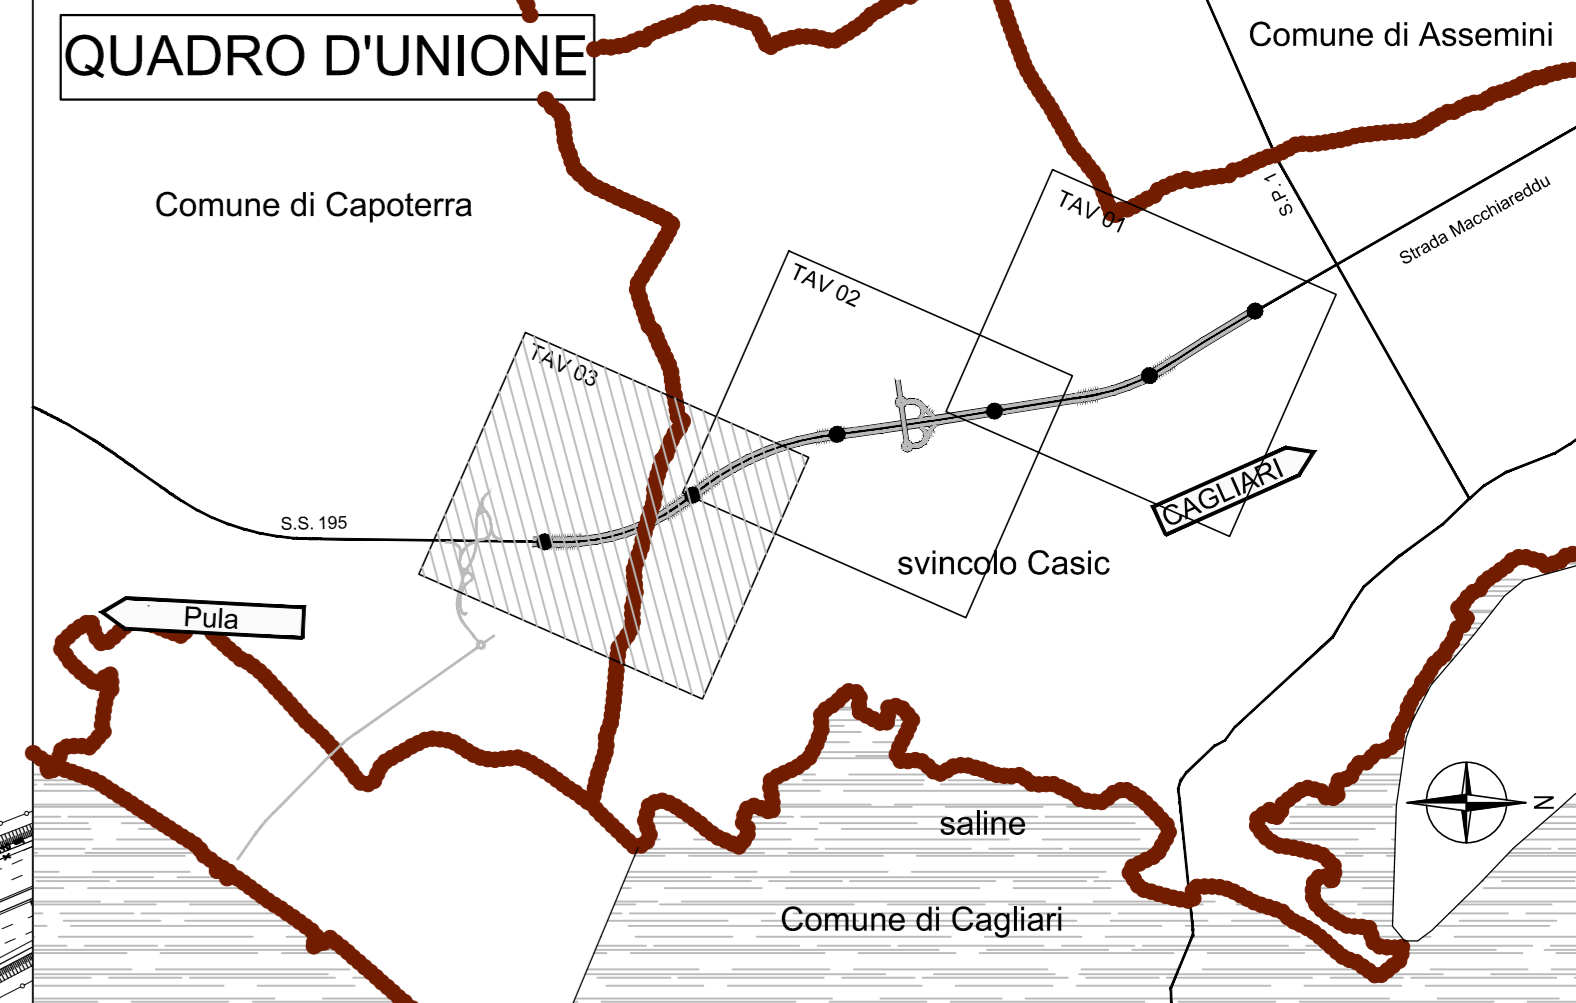 QUADRO D'UNIONE
Comune di Assemini
Comune di Capoterra
S.P. 1
TAV 01
Strada Macchiareddu
TAV 02
TAV 03
CAGLIARI
S.S. 195
svincolo Casic
Pula
N
saline
Comune di Cagliari